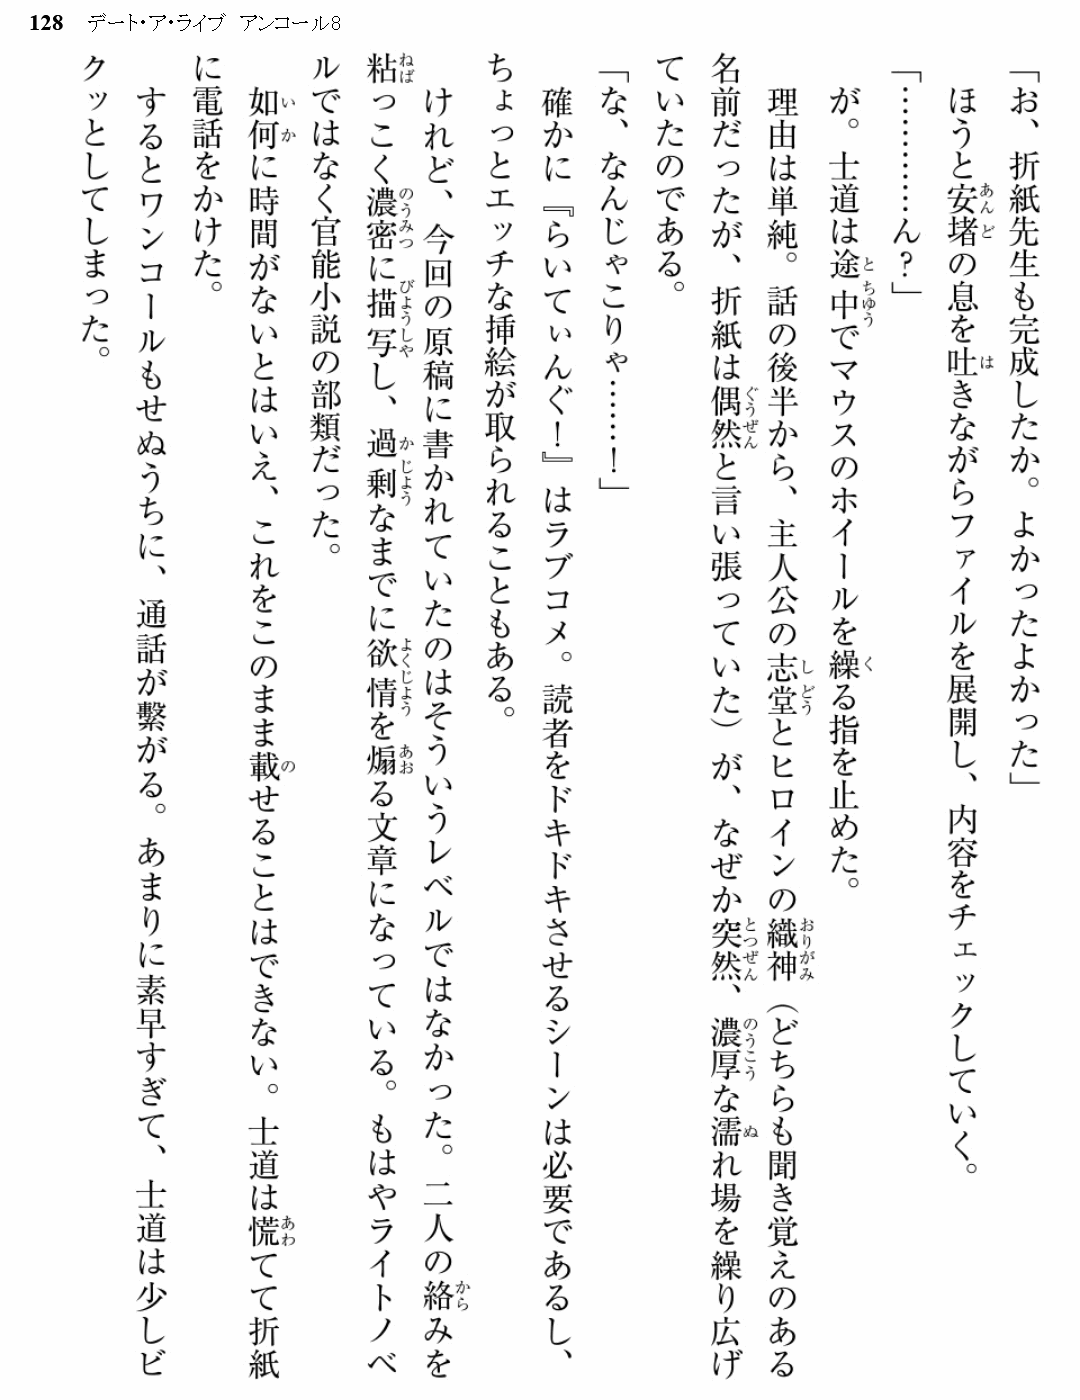 128 デート・ア・ライブ アンコール8
「お、折紙先生も完成したか。よかったよかった」
ほうと安堵の息を吐きながらファイルを展開し、内容をチェックしていく。
「…………ん?」
が。士道は途中でマウスのホイールを繰る指を止めた。
理由は単純。話の後半から、主人公の志堂とヒロインの織神（どちらも聞き覚えのある
名前だったが、折紙は偶然と言い張っていた）が、なぜか突然、濃厚な濡れ場を繰り広げ
ていたのである。
「な、なんじゃこりゃ……!」
確かに『らいてぃんぐ!』はラブコメ。読者をドキドキさせるシーンは必要であるし、
ちょっとエッチな挿絵が取られることもある。
けれど、今回の原稿に書かれていたのはそういうレベルではなかった。二人の絡みを
粘っこく濃密に描写し、過剰なまでに欲情を煽る文章になっている。もはやライトノベ
ルではなく官能小説の部類だった。
如何に時間がないとはいえ、これをこのまま載せることはできない。士道は慌てて折紙
に電話をかけた。
するとワンコールもせぬうちに、通話が繫がる。あまりに素早すぎて、士道は少しビ
クッとしてしまった。